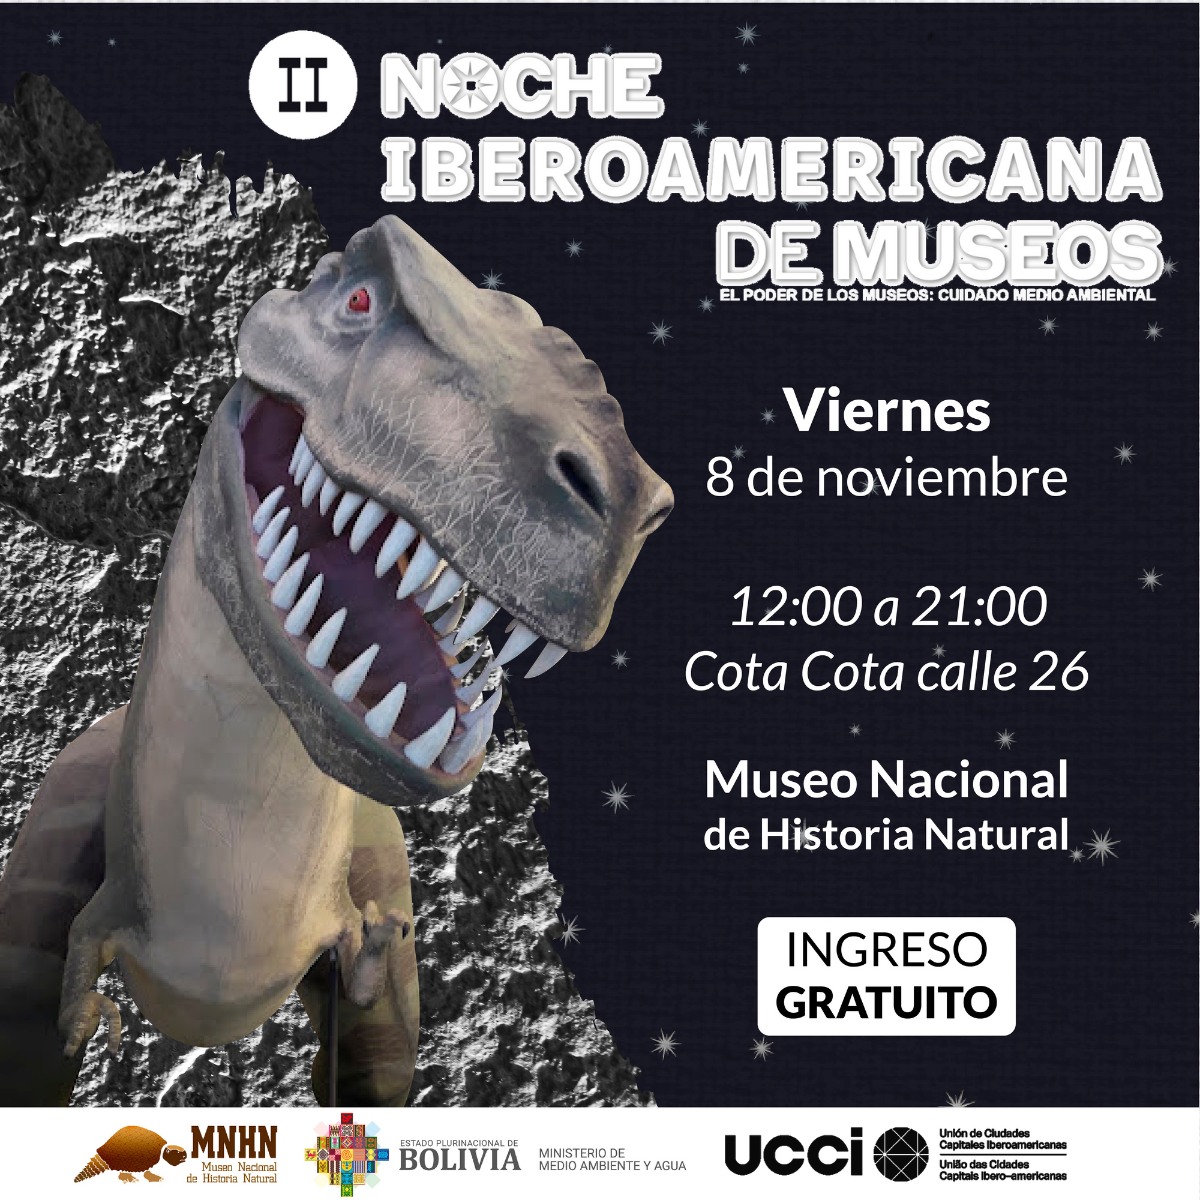 II
NOCHE
IBEROAMERICANA
DE MUSEOS
EL PODER DE LOS MUSEOS: CUIDADO MEDIO AMBIENTAL
Viernes
8 de noviembre
12:00 a 21:00
Cota Cota calle 26
Museo Nacional
de Historia Natural
INGRESO
GRATUITO
MNHN
Museo Nacional
de Historia Natural
ESTADO PLURINACIONAL DE
BOLIVIA
MINISTERIO DE
MEDIO AMBIENTE Y AGUA
UCCI
Unión de Ciudades
Capitales Iberoamericanas
União das Cidades
Capitais Ibero-americanas